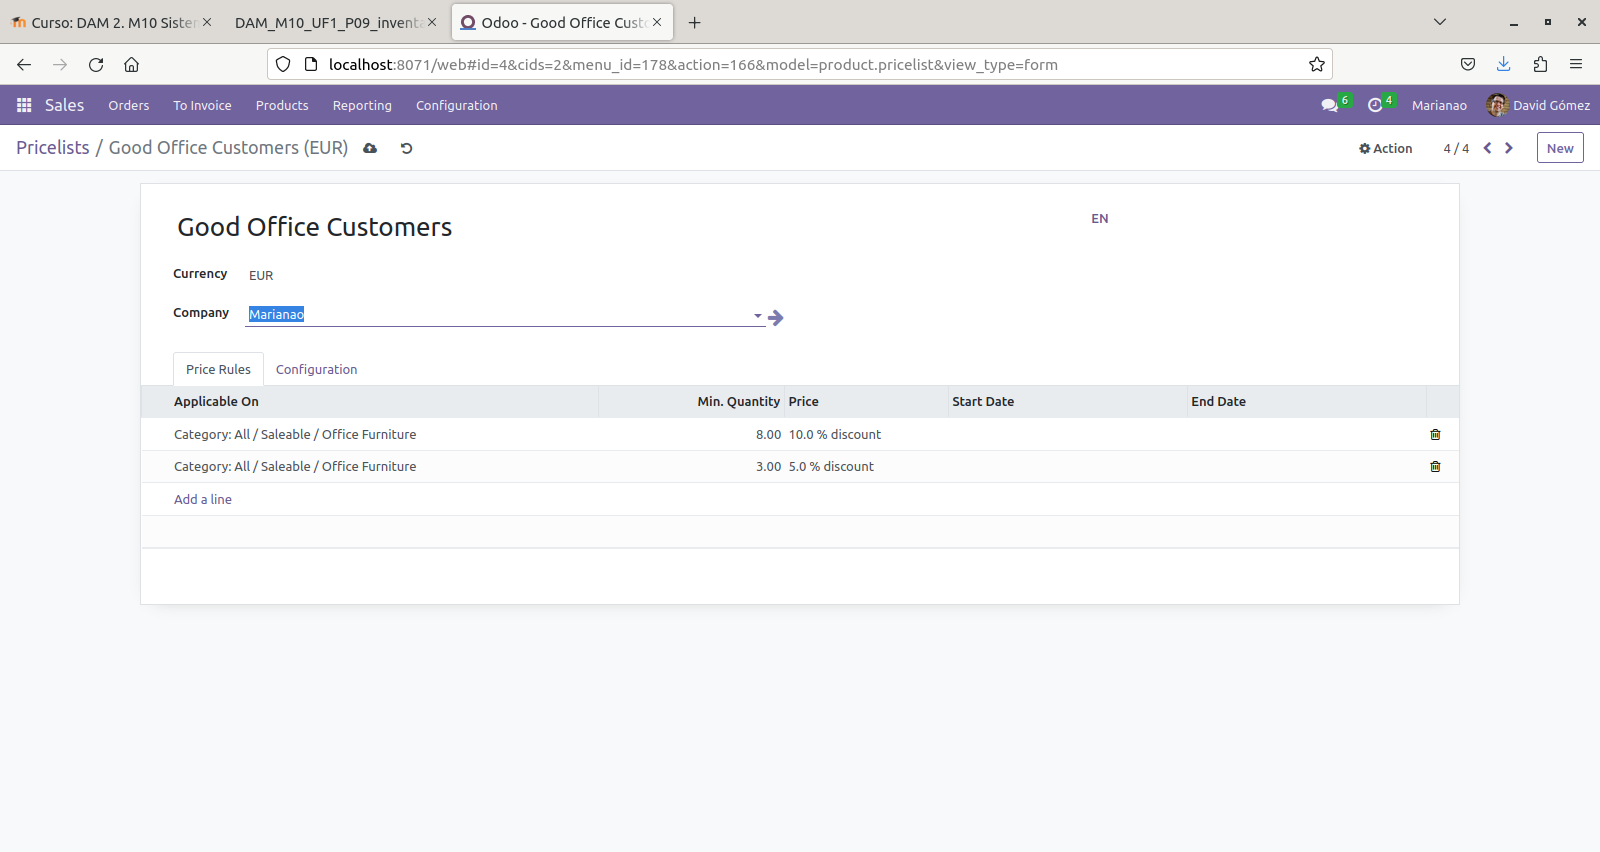 Curso: DAM 2. M10 Sister
DAM_M10_UF1_P09_inventa
Odoo - Good Office Custo
localhost:8071/web#id=4&cids=2&menu_id=178&action=166&model=product.pricelist&view_type=form
Sales Orders To Invoice Products Reporting Configuration 6 4 Marianao David Gómez
Pricelists / Good Office Customers (EUR) Action 4 / 4 New
Good Office Customers EN
Currency EUR
Company Marianao
Price Rules Configuration
Applicable On Min. Quantity Price Start Date End Date
Category: All / Saleable / Office Furniture 8.00 10.0 % discount
Category: All / Saleable / Office Furniture 3.00 5.0 % discount
Add a line